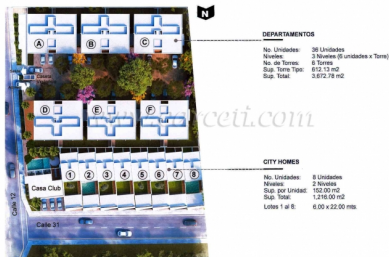 N
DEPARTAMENTOS
No. Unidades: 36 Unidades
Niveles: 3 Niveles (6 unidades x Torre)
No. de Torres: 6 Torres
Sup. Torre Tipo: 612.13 m2
Sup. Total: 3,672.78 m2
A B C
D E F
CITY HOMES
No. Unidades: 8 Unidades
Niveles: 2 Niveles
Sup. por Unidad: 152.00 m2
Sup. Total: 1,216.00 m2
Lotes 1 al 8: 6.00 x 22.00 mts.
1 2 3 4 5 6 7 8
Casa Club
Calle 12
Calle 31